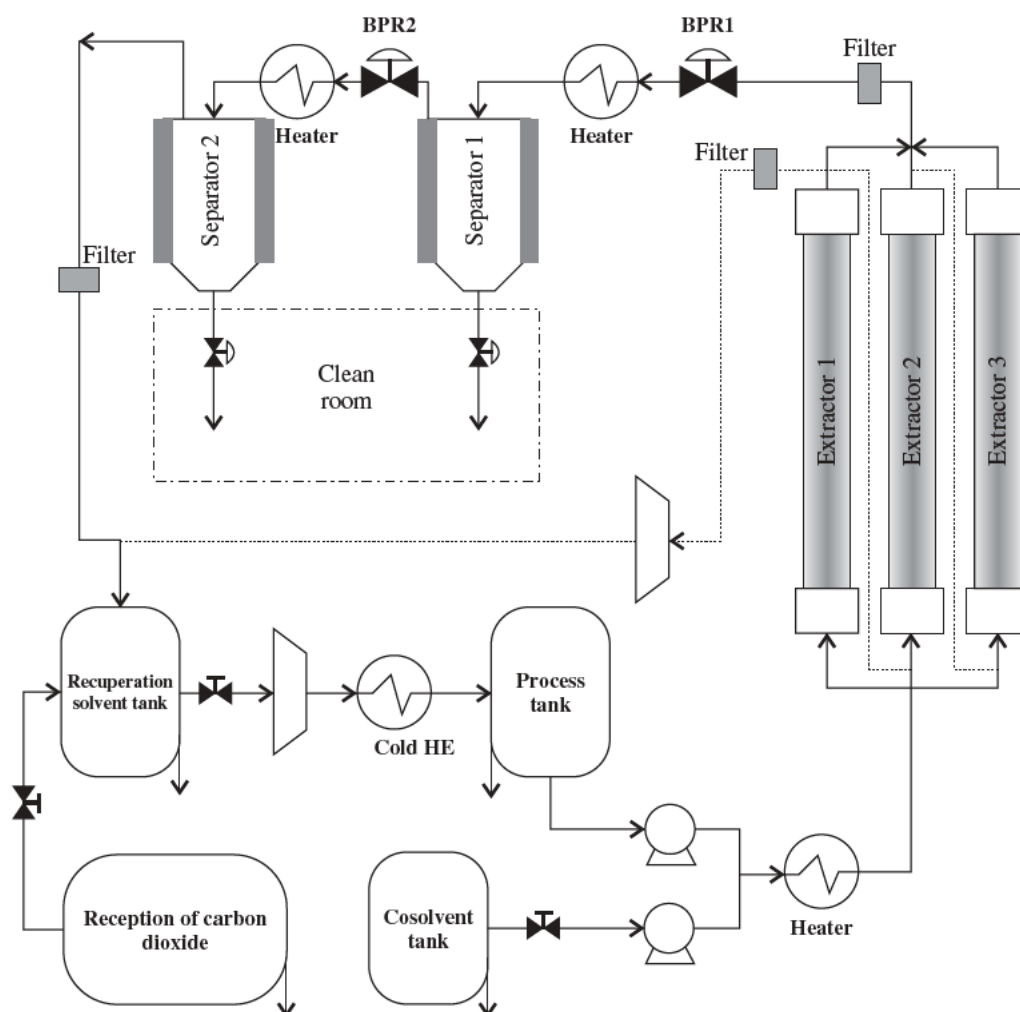 BPR2
BPR1
Filter
Heater
Heater
Filter
Separator 2
Separator 1
Filter
Clean
room
Extractor 1
Extractor 2
Extractor 3
Recuperation
solvent tank
Process
tank
Cold HE
Reception of carbon
dioxide
Cosolvent
tank
Heater